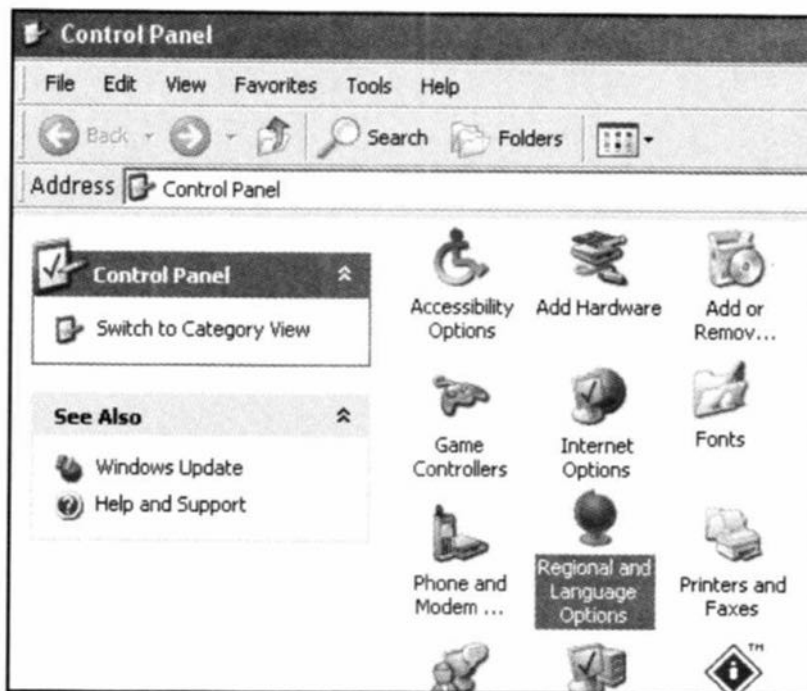 Control Panel
File Edit View Favorites Tools Help
Back Search Folders
Address Control Panel
Control Panel
Switch to Category View
See Also
Windows Update
Help and Support
Accessibility
Options
Add Hardware
Add or
Remov...
Game
Controllers
Internet
Options
Fonts
Phone and
Modem ...
Regional and
Language
Options
Printers and
Faxes
TM